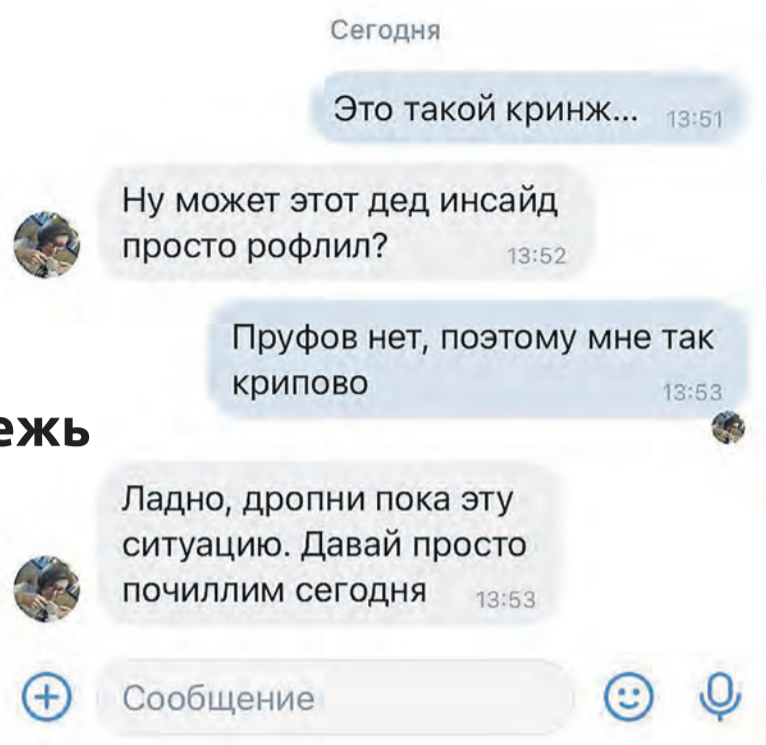 Сегодня
Это такой кринж... 13:51
Ну может этот дед инсайд
просто рофлил? 13:52
Пруфов нет, поэтому мне так
крипово 13:53
ежь
Ладно, дропни пока эту
ситуацию. Давай просто
почиллим сегодня 13:53
Сообщение